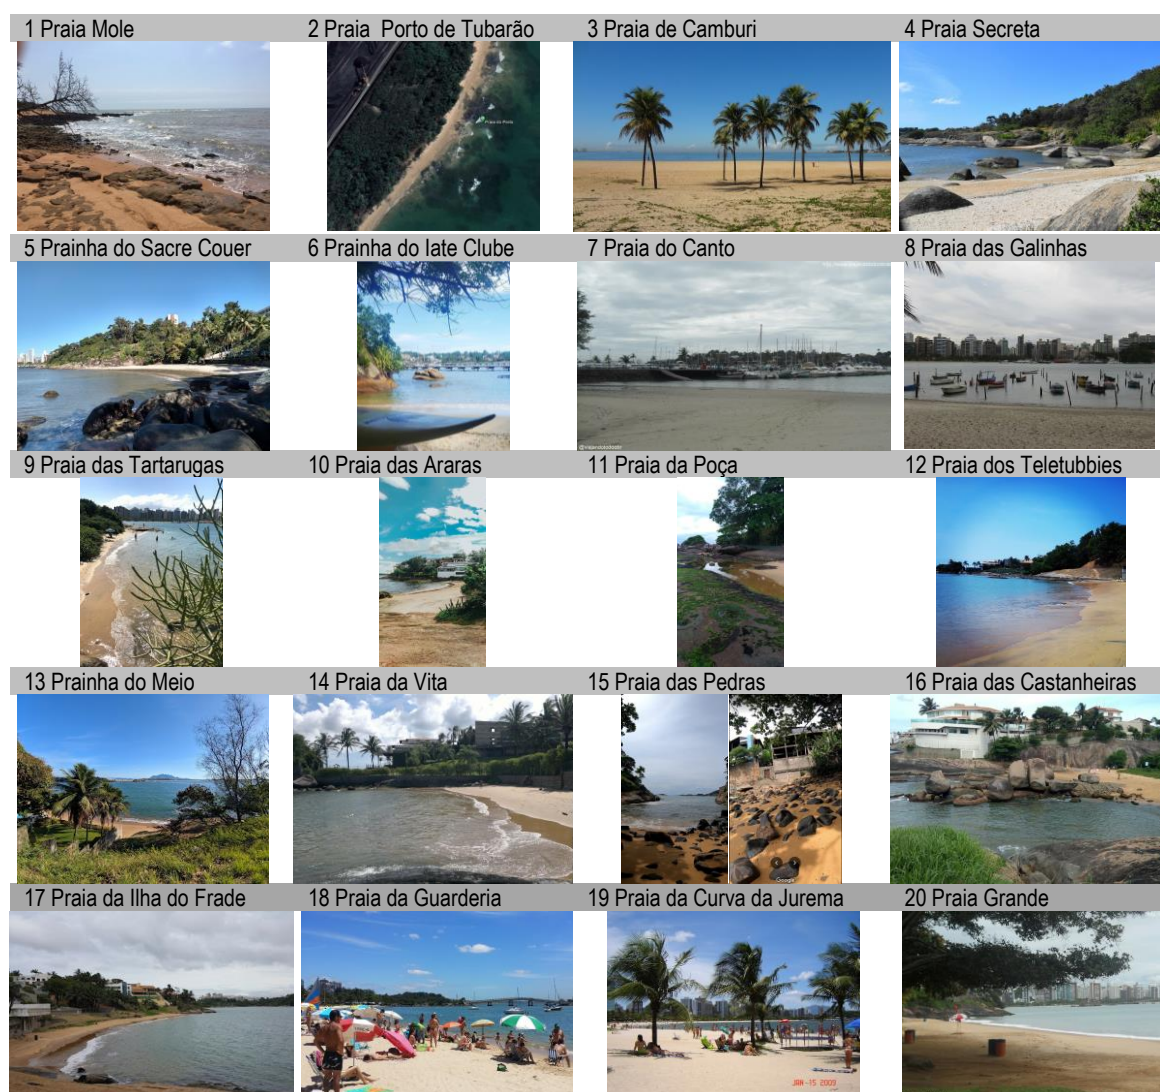 1 Praia Mole
2 Praia Porto de Tubarão
3 Praia de Camburi
4 Praia Secreta
Praia do Porto
5 Prainha do Sacre Couer
6 Prainha do Iate Clube
7 Praia do Canto
8 Praia das Galinhas
9 Praia das Tartarugas
10 Praia das Araras
11 Praia da Poça
12 Praia dos Teletubbies
13 Prainha do Meio
14 Praia da Vita
15 Praia das Pedras
16 Praia das Castanheiras
Google
17 Praia da Ilha do Frade
18 Praia da Guarderia
19 Praia da Curva da Jurema
20 Praia Grande
JAN-15 2009